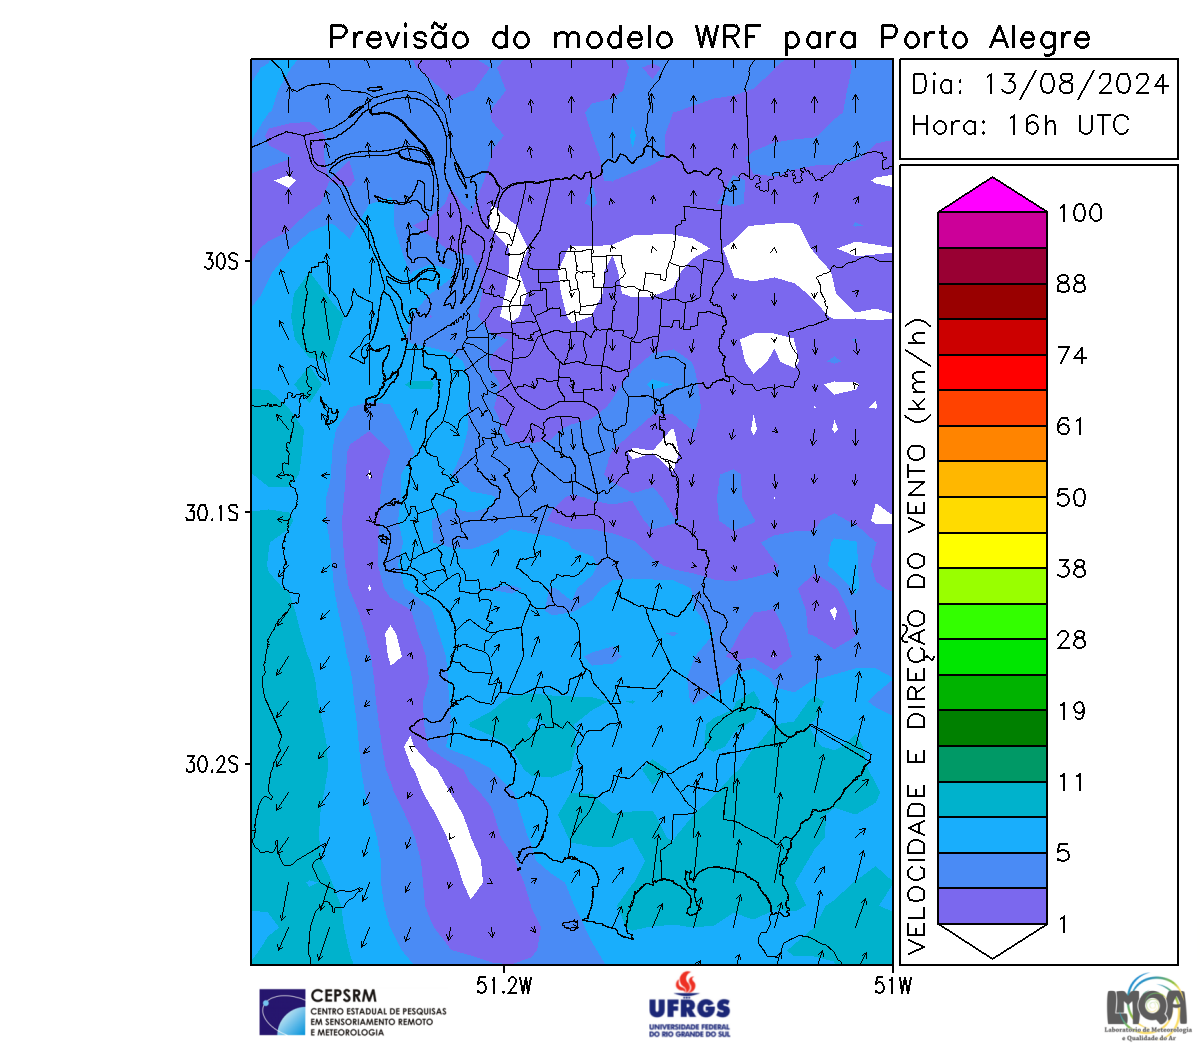 Previsão do modelo WRF para Porto Alegre
Dia: 13/08/2024
Hora: 16h UTC
30S
30.1S
30.2S
51.2W
51W
VELOCIDADE E DIREÇÃO DO VENTO (km/h)
100
88
74
61
50
38
28
19
11
5
1
CEPSRM
CENTRO ESTADUAL DE PESQUISAS
EM SENSORIAMENTO REMOTO
E METEOROLOGIA
UFRGS
UNIVERSIDADE FEDERAL
DO RIO GRANDE DO SUL
LMQA
Laboratório de Meteorologia
e Qualidade do Ar